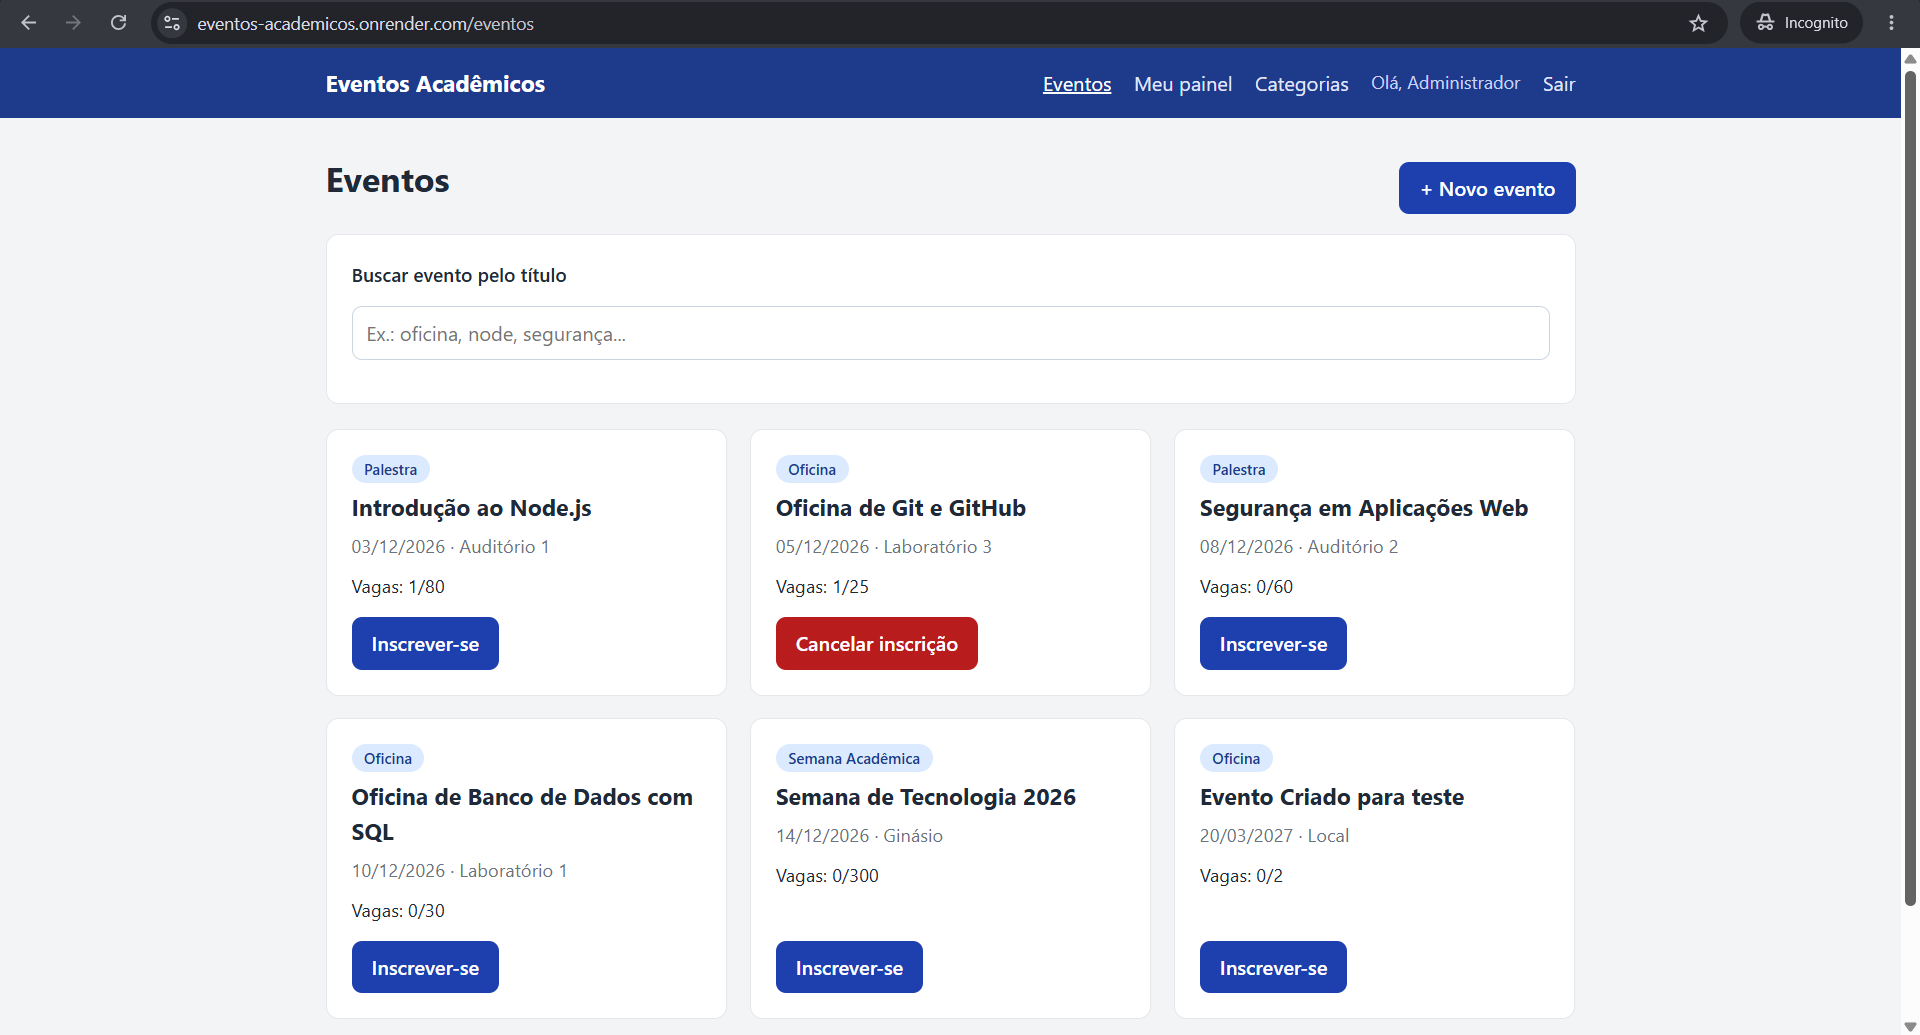 eventos-academicos.onrender.com/eventos
Incognito
Eventos Acadêmicos
Eventos
Meu painel
Categorias
Olá, Administrador
Sair
Eventos
+ Novo evento
Buscar evento pelo título
Ex.: oficina, node, segurança...
Palestra
Introdução ao Node.js
03/12/2026 · Auditório 1
Vagas: 1/80
Inscrever-se
Oficina
Oficina de Git e GitHub
05/12/2026 · Laboratório 3
Vagas: 1/25
Cancelar inscrição
Palestra
Segurança em Aplicações Web
08/12/2026 · Auditório 2
Vagas: 0/60
Inscrever-se
Oficina
Oficina de Banco de Dados com
SQL
10/12/2026 · Laboratório 1
Vagas: 0/30
Inscrever-se
Semana Acadêmica
Semana de Tecnologia 2026
14/12/2026 · Ginásio
Vagas: 0/300
Inscrever-se
Oficina
Evento Criado para teste
20/03/2027 · Local
Vagas: 0/2
Inscrever-se